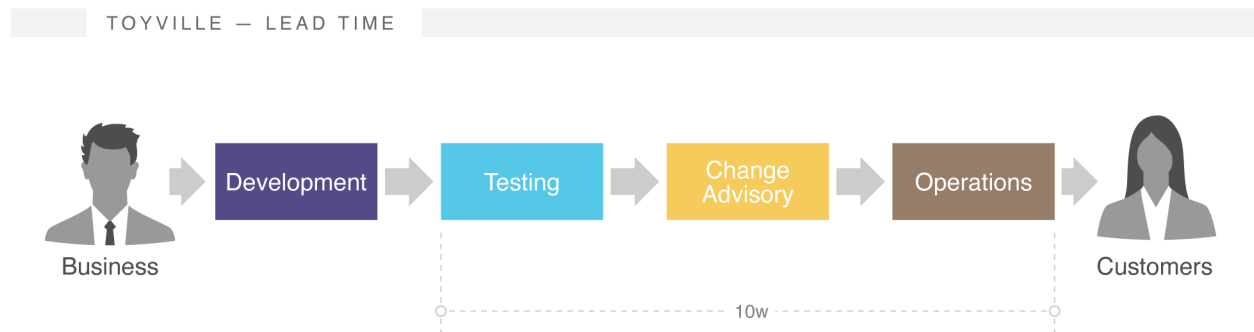 TOYVILLE — LEAD TIME
Development
Testing
Change
Advisory
Operations
Business
Customers
10w